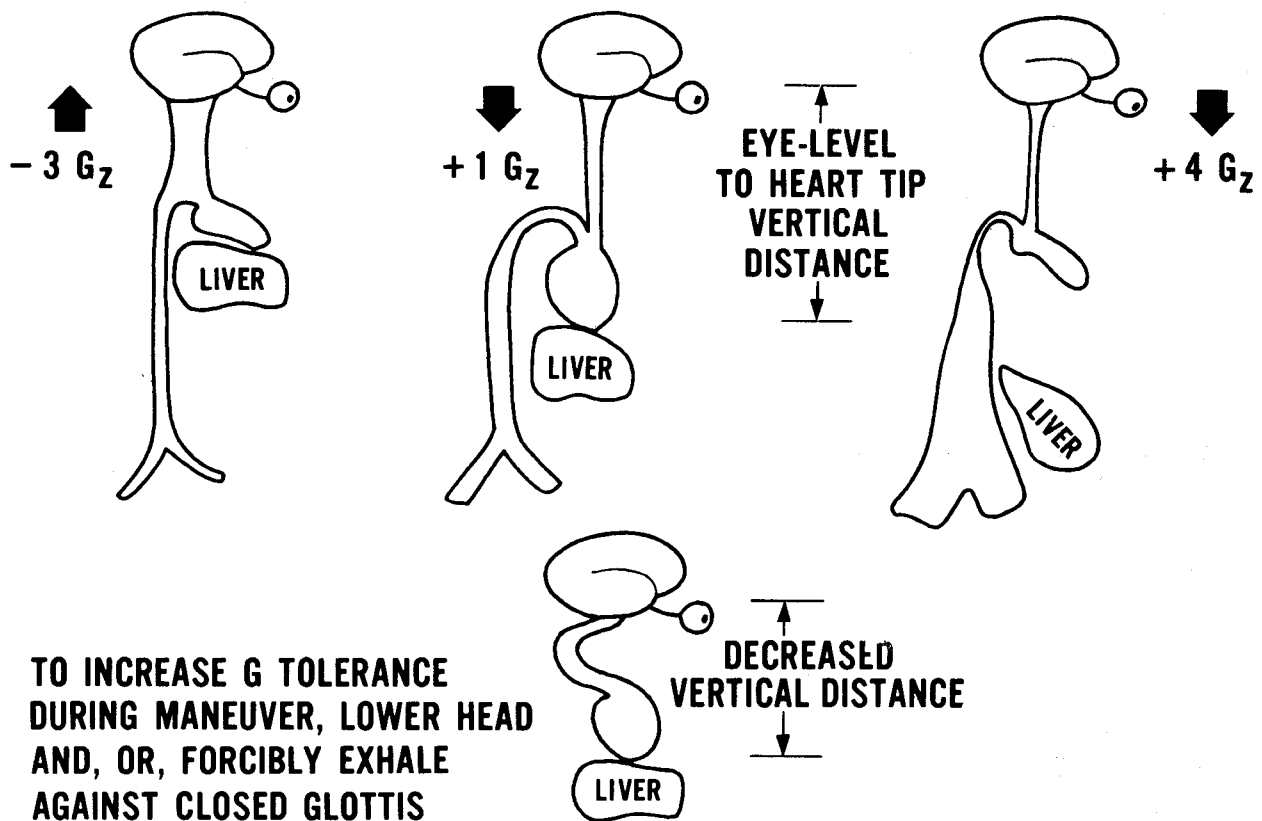 − 3 Gz
+ 1 Gz
EYE-LEVEL
TO HEART TIP
VERTICAL
DISTANCE
+ 4 Gz
LIVER
LIVER
LIVER
TO INCREASE G TOLERANCE
DURING MANEUVER, LOWER HEAD
AND, OR, FORCIBLY EXHALE
AGAINST CLOSED GLOTTIS
DECREASED
VERTICAL DISTANCE
LIVER